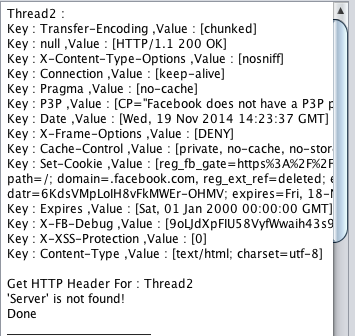 Thread2 :
Key : Transfer-Encoding ,Value : [chunked]
Key : null ,Value : [HTTP/1.1 200 OK]
Key : X-Content-Type-Options ,Value : [nosniff]
Key : Connection ,Value : [keep-alive]
Key : Pragma ,Value : [no-cache]
Key : P3P ,Value : [CP="Facebook does not have a P3P p
Key : Date ,Value : [Wed, 19 Nov 2014 14:23:37 GMT]
Key : X-Frame-Options ,Value : [DENY]
Key : Cache-Control ,Value : [private, no-cache, no-stor
Key : Set-Cookie ,Value : [reg_fb_gate=https%3A%2F%2F
path=/; domain=.facebook.com, reg_ext_ref=deleted; e
datr=6KdsVMpLolH8vFkMWEr-OHMV; expires=Fri, 18-N
Key : Expires ,Value : [Sat, 01 Jan 2000 00:00:00 GMT]
Key : X-FB-Debug ,Value : [9oLJdXpFIU58VyfWwaih43s9
Key : X-XSS-Protection ,Value : [0]
Key : Content-Type ,Value : [text/html; charset=utf-8]
Get HTTP Header For : Thread2
'Server' is not found!
Done